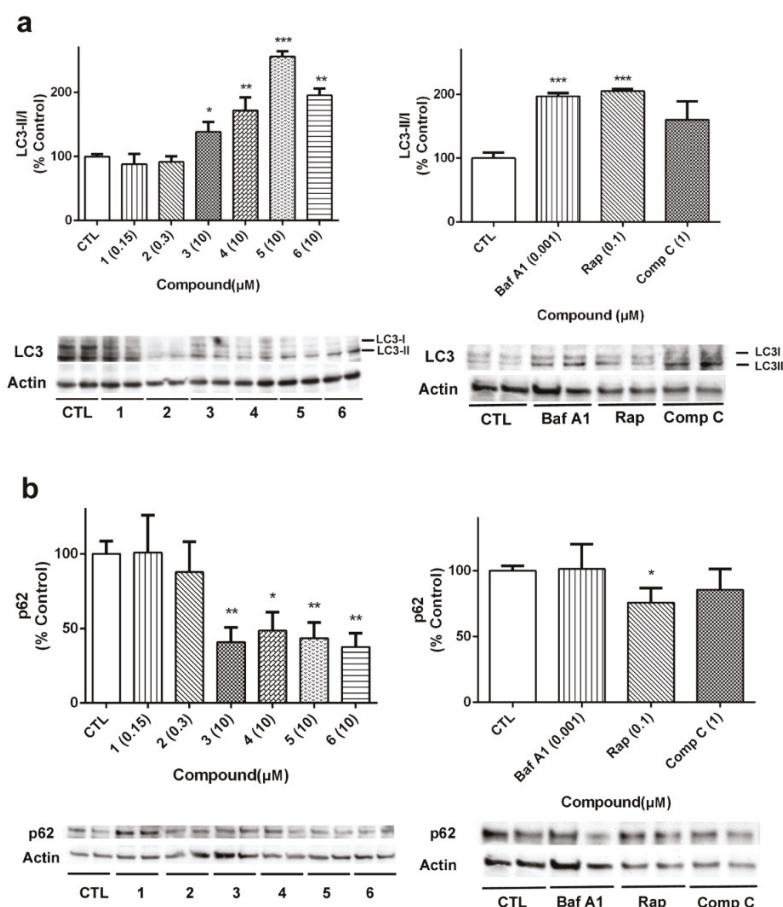 a
LC3-II/I
(% Control)
200
100
0
*
**
***
**
CTL
1 (0.15)
2 (0.3)
3 (10)
4 (10)
5 (10)
6 (10)
Compound(µM)
LC3-II/I
(% Control)
200
100
0
***
***
CTL
Baf A1 (0.001)
Rap (0.1)
Comp C (1)
Compound (µM)
LC3
LC3-I
LC3-II
Actin
CTL 1 2 3 4 5 6
LC3
LC3I
LC3II
Actin
CTL Baf A1 Rap Comp C
b
p62
(% Control)
100
50
0
**
*
**
**
CTL
1 (0.15)
2 (0.3)
3 (10)
4 (10)
5 (10)
6 (10)
Compound(µM)
p62
(% Control)
100
50
0
*
CTL
Baf A1 (0.001)
Rap (0.1)
Comp C (1)
Compound(µM)
p62
Actin
CTL 1 2 3 4 5 6
p62
Actin
CTL Baf A1 Rap Comp C